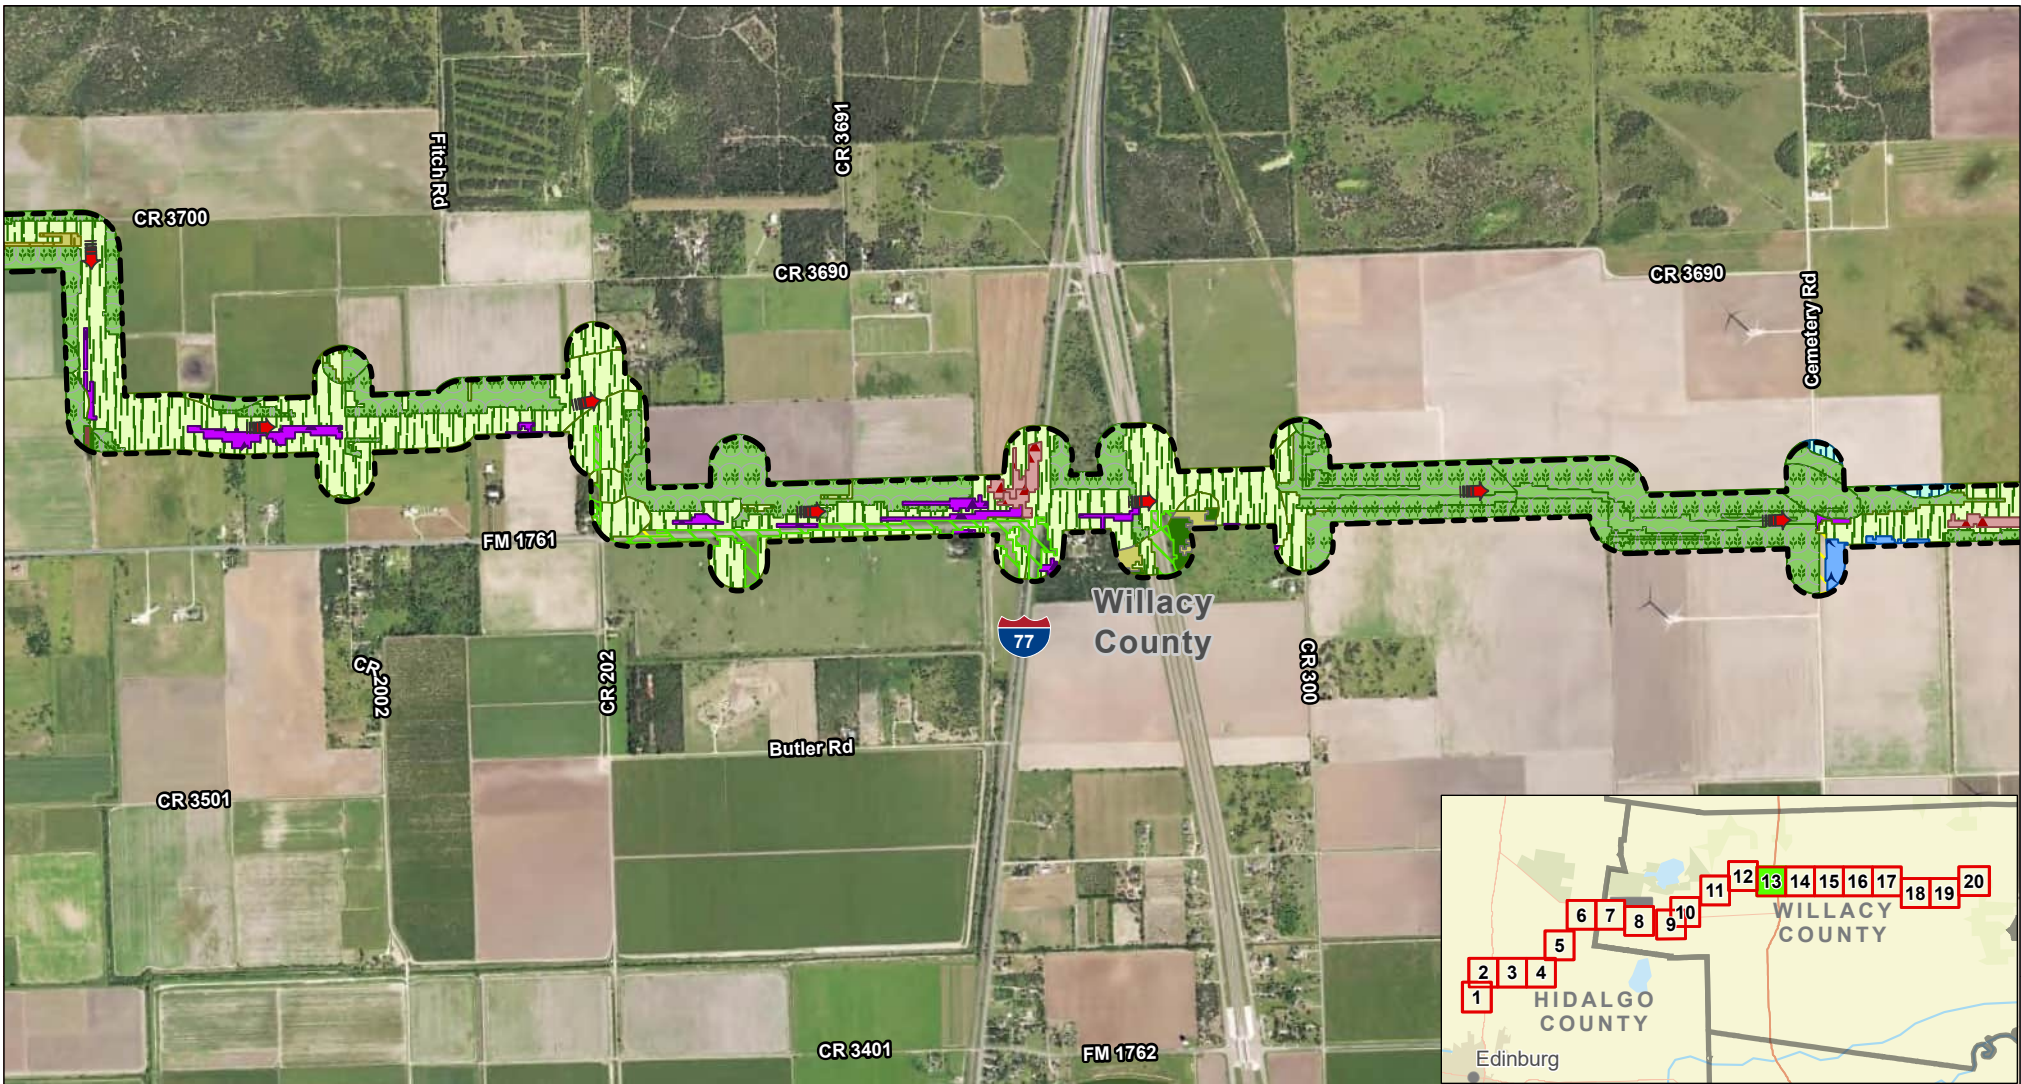 Fitch Rd
CR 3691
CR 3700
CR 3690
CR 3690
Cemetery Rd
FM 1761
Willacy
County
77
CR 2002
CR 202
CR 300
Butler Rd
CR 3501
CR 3401
FM 1762
1
2
3
4
5
6
7
8
9
10
11
12
13
14
15
16
17
18
19
20
WILLACY
COUNTY
HIDALGO
COUNTY
Edinburg